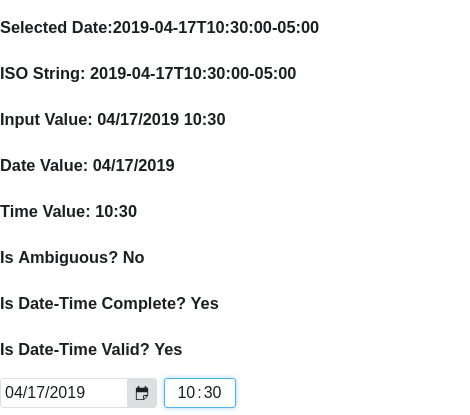 Selected Date:2019-04-17T10:30:00-05:00
ISO String: 2019-04-17T10:30:00-05:00
Input Value: 04/17/2019 10:30
Date Value: 04/17/2019
Time Value: 10:30
Is Ambiguous? No
Is Date-Time Complete? Yes
Is Date-Time Valid? Yes
04/17/2019 10:30